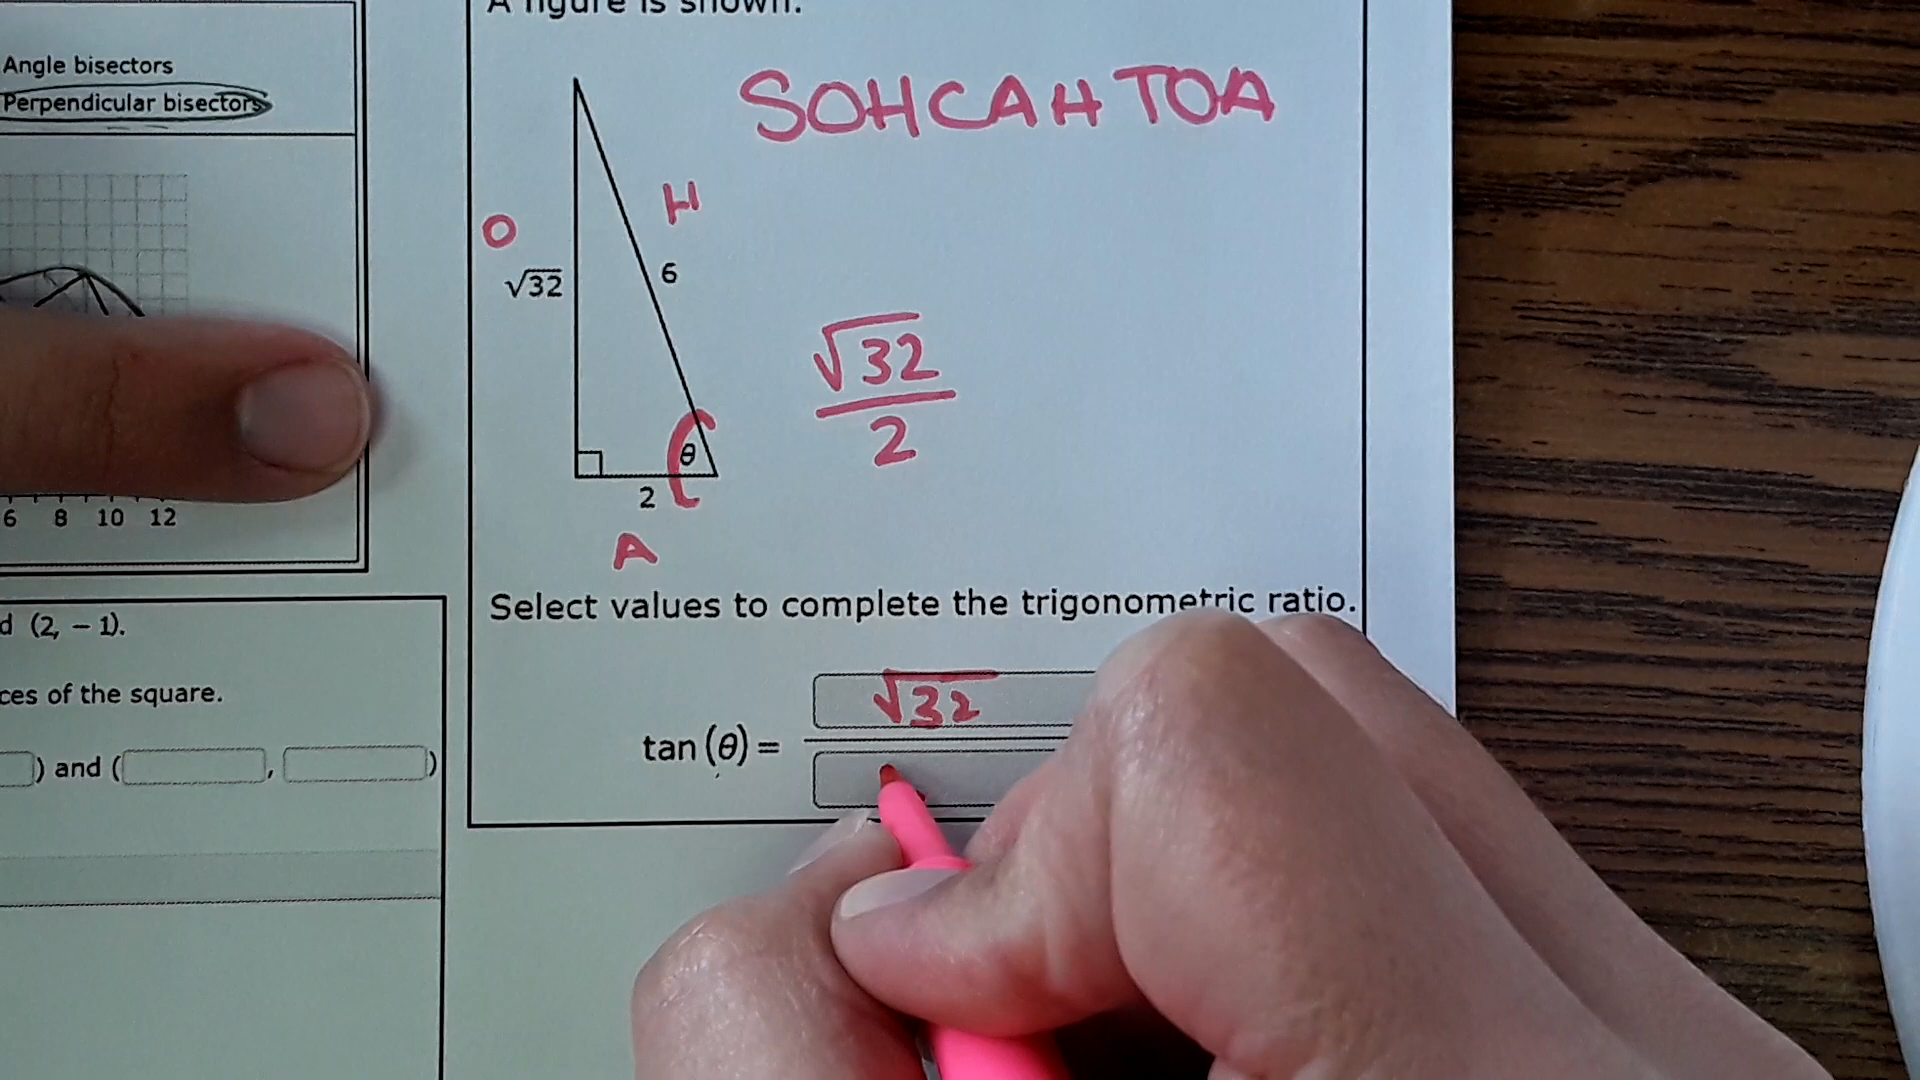 A figure is shown.
Angle bisectors
Perpendicular bisectors
SOHCAHTOA
H
O
√32
6
√32
2
θ
2
A
6 8 10 12
Select values to complete the trigonometric ratio.
(2, – 1).
of the square.
√32
tan (θ) =
) and ( , )